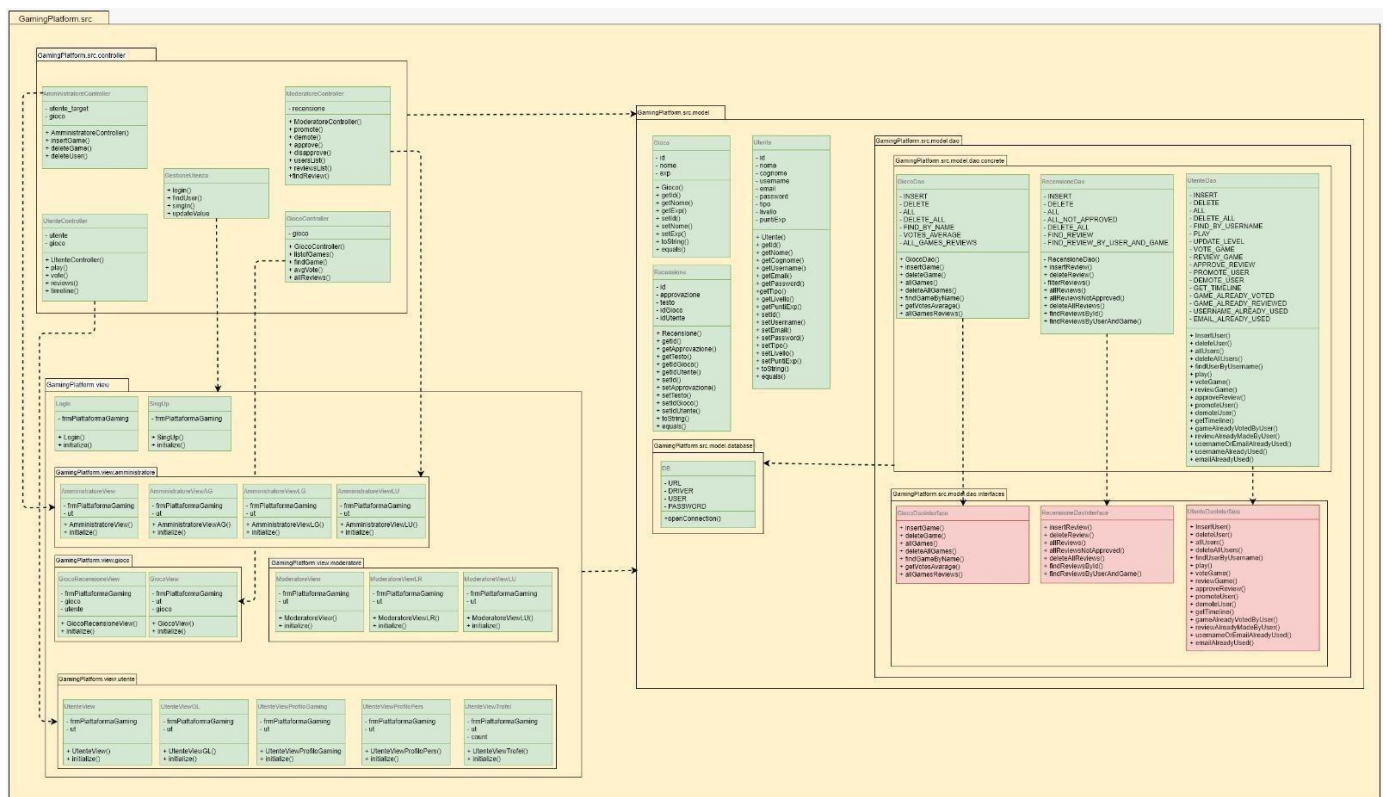 GamingPlatform.src
GamingPlatform.src.controller
AmministratoreController
- utente_target
- gioco
+ AmministratoreController()
+ insertGame()
+ deleteGame()
+ deleteUser()
ModeratoreController
- recensione
+ ModeratoreController()
+ promote()
+ demote()
+ approve()
+ disapprove()
+ usersList()
+ reviewsList()
+findReview()
GestioneUtenza
+ login()
+ findUser()
+ singIn()
+ updateValue
UtenteController
- utente
- gioco
+ UtenteController()
+ play()
+ vote()
+ reviews()
+ timeline()
GiocoController
- gioco
+ GiocoController()
+ listofGames()
+ findGame()
+ avgVote()
+ allReviews()
GamingPlatform.view
Login
- frmPiattaformaGaming
+ Login()
+ initialize()
SingUp
- frmPiattaformaGaming
+ SingUp()
+ initialize()
GamingPlatform.view.amministratore
AmministratoreView
- frmPiattaformaGaming
- ut
+ AmministratoreView()
+ initialize()
AmministratoreViewAG
- frmPiattaformaGaming
- ut
+ AmministratoreViewAG()
+ initialize()
AmministratoreViewLG
- frmPiattaformaGaming
- ut
+ AmministratoreViewLG()
+ initialize()
AmministratoreViewLU
- frmPiattaformaGaming
- ut
+ AmministratoreViewLU()
+ initialize()
GamingPlatform.view.gioco
GiocoRecensioneView
- frmPiattaformaGaming
- gioco
- utente
+ GiocoRecensioneView()
+ initialize()
GiocoView
- frmPiattaformaGaming
- ut
- gioco
+ GiocoView()
+ initialize()
GamingPlatform.view.moderatore
ModeratoreView
- frmPiattaformaGaming
- ut
+ ModeratoreView()
+ initialize()
ModeratoreViewLR
- frmPiattaformaGaming
- ut
+ ModeratoreViewLR()
+ initialize()
ModeratoreViewLU
- frmPiattaformaGaming
- ut
+ ModeratoreViewLU()
+ initialize()
GamingPlatform.view.utente
UtenteView
- frmPiattaformaGaming
- ut
+ UtenteView()
+ initialize()
UtenteViewGL
- frmPiattaformaGaming
- ut
+ UtenteViewGL()
+ initialize()
UtenteViewProfiloGaming
- frmPiattaformaGaming
- ut
+ UtenteViewProfiloGaming
+ initialize()
UtenteViewProfiloPers
- frmPiattaformaGaming
- ut
+ UtenteViewProfiloPers()
+ initialize()
UtenteViewTrofei
- frmPiattaformaGaming
- ut
- count
+ UtenteViewTrofei()
+ initialize()
GamingPlatform.src.model
Gioco
- id
- nome
- exp
+ Gioco()
+ getId()
+ getNome()
+ getExp()
+ setId()
+ setNome()
+ setExp()
+ toString()
+ equals()
Utente
- id
- nome
- cognome
- username
- email
- password
- tipo
- livello
- puntiExp
+ Utente()
+ getId()
+ getNome()
+ getCognome()
+ getUsername()
+ getEmail()
+ getPassword()
+getTipo()
+ getLivello()
+ getPuntiExp()
+ setId()
+ setUsername()
+ setEmail()
+ setPassword()
+ setTipo()
+ setLivello()
+ setPuntiExp()
+ toString()
+ equals()
Recensione
- id
- approvazione
- testo
- idGioco
- idUtente
+ Recensione()
+ getId()
+ getApprovazione()
+ getTesto()
+ getIdGioco()
+ getIdUtente()
+ setId()
+ setApprovazione()
+ setTesto()
+ setIdGioco()
+ setIdUtente()
+ toString()
+ equals()
GamingPlatform.src.model.database
DB
- URL
- DRIVER
- USER
- PASSWORD
+openConnection()
GamingPlatform.src.model.dao
GamingPlatform.src.model.dao.concrete
GiocoDao
- INSERT
- DELETE
- ALL
- DELETE_ALL
- FIND_BY_NAME
- VOTES_AVERAGE
- ALL_GAMES_REVIEWS
+ GiocoDao()
+ insertGame()
+ deleteGame()
+ allGames()
+ deleteAllGames()
+ findGameByName()
+ getVotesAvarage()
+ allGamesReviews()
RecensioneDao
- INSERT
- DELETE
- ALL
- ALL_NOT_APPROVED
- DELETE_ALL
- FIND_REVIEW
- FIND_REVIEW_BY_USER_AND_GAME
- RecensioneDao()
+ insertReview()
+ deleteReview()
- filterReviews()
+ allReviews()
+ allReviewsNotApproved()
+ deleteAllReviews()
+ findReviewsById()
+ findReviewsByUserAndGame()
UtenteDao
- INSERT
- DELETE
- ALL
- DELETE_ALL
- FIND_BY_USERNAME
- PLAY
- UPDATE_LEVEL
- VOTE_GAME
- REVIEW_GAME
- APPROVE_REVIEW
- PROMOTE_USER
- DEMOTE_USER
- GET_TIMELINE
- GAME_ALREADY_VOTED
- GAME_ALREADY_REVIEWED
- USERNAME_ALREADY_USED
- EMAIL_ALREADY_USED
+ insertUser()
+ deleteUser()
+ allUsers()
+ deleteAllUsers()
+ findUserByUsername()
+ play()
+ voteGame()
+ reviewGame()
+ approveReview()
+ promoteUser()
+ demoteUser()
+ getTimeline()
+ gameAlreadyVotedByUser()
+ reviewAlreadyMadeByUser()
+ usernameOrEmailAlreadyUsed()
+ usernameAlreadyUsed()
+ emailAlreadyUsed()
GamingPlatform.src.model.dao.interfaces
GiocoDaoInterface
+ insertGame()
+ deleteGame()
+ allGames()
+ deleteAllGames()
+ findGameByName()
+ getVotesAvarage()
+ allGamesReviews()
RecensioneDaoInterface
+ insertReview()
+ deleteReview()
+ allReviews()
+ allReviewsNotApproved()
+ deleteAllReviews()
+ findReviewsById()
+ findReviewsByUserAndGame()
UtenteDaoInterface
+ insertUser()
+ deleteUser()
+ allUsers()
+ deleteAllUsers()
+ findUserByUsername()
+ play()
+ voteGame()
+ reviewGame()
+ approveReview()
+ promoteUser()
+ demoteUser()
+ getTimeline()
+ gameAlreadyVotedByUser()
+ reviewAlreadyMadeByUser()
+ usernameOrEmailAlreadyUsed()
+ emailAlreadyUsed()